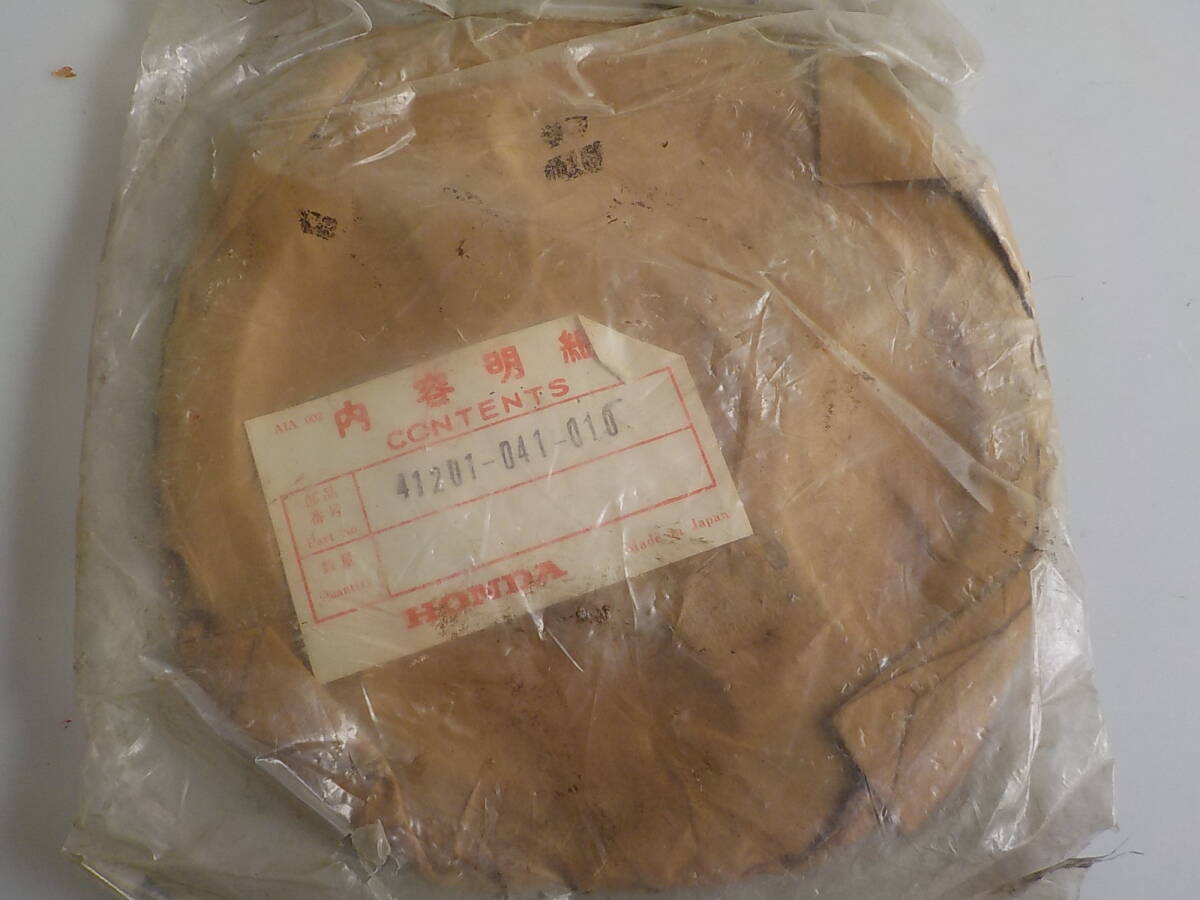 AIA 002
内容明細
CONTENTS
部品
番号
Part no.
41201-041-010
数量
Quantity
HONDA
Made in Japan